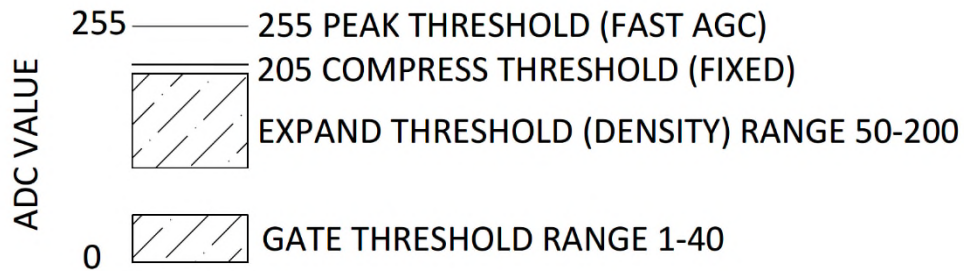 255
255 PEAK THRESHOLD (FAST AGC)
205 COMPRESS THRESHOLD (FIXED)
ADC VALUE
EXPAND THRESHOLD (DENSITY) RANGE 50-200
GATE THRESHOLD RANGE 1-40
0